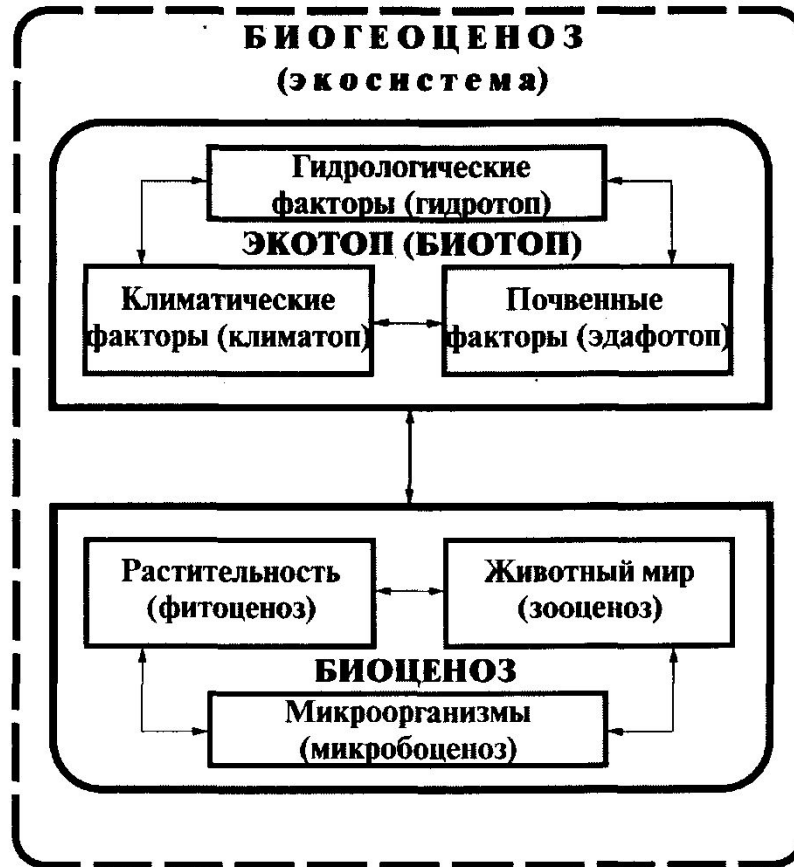 БИОГЕОЦЕНОЗ
(экосистема)
Гидрологические
факторы (гидротоп)
ЭКОТОП (БИОТОП)
Климатические
факторы (климатоп)
Почвенные
факторы (эдафотоп)
Растительность
(фитоценоз)
Животный мир
(зооценоз)
БИОЦЕНОЗ
Микроорганизмы
(микробоценоз)